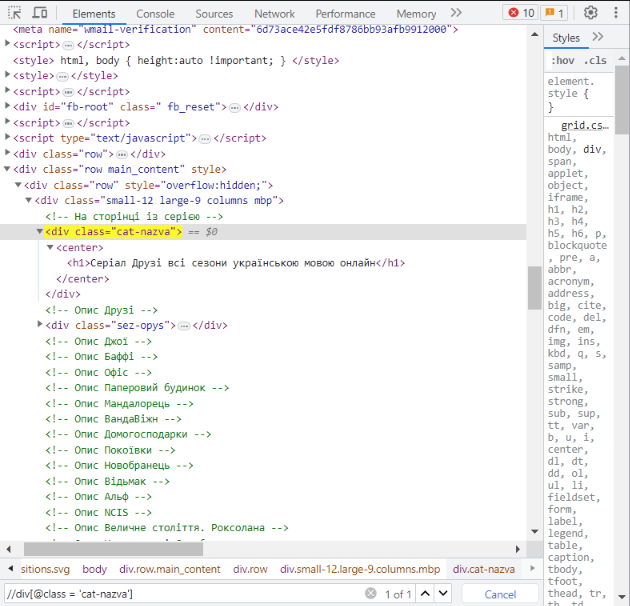 Elements Console Sources Network Performance Memory 10 1
<meta name="wmail-verification" content="6d73ace42e5fdf8786bb93afb9912000">
<script> … </script>
<style> html, body { height:auto !important; } </style>
<style> … </style>
<script> … </script>
<div id="fb-root" class=" fb_reset"> … </div>
<script> … </script>
<script type="text/javascript"> … </script>
<div class="row"> … </div>
<div class="row main_content" style>
<div class="row" style="overflow:hidden;">
<div class="small-12 large-9 columns mbp">
<!-- На сторінці із серією -->
<div class="cat-nazva"> == $0
<center>
<h1>Серіал Друзі всі сезони українською мовою онлайн</h1>
</center>
</div>
<!-- Опис Друзі -->
<div class="sez-opys"> … </div>
<!-- Опис Джої -->
<!-- Опис Баффі -->
<!-- Опис Офіс -->
<!-- Опис Паперовий будинок -->
<!-- Опис Мандалорець -->
<!-- Опис ВандаВіжн -->
<!-- Опис Домогосподарки -->
<!-- Опис Покоївки -->
<!-- Опис Новобранець -->
<!-- Опис Відьмак -->
<!-- Опис Альф -->
<!-- Опис NCIS -->
<!-- Опис Величне століття. Роксолана -->
sitions.svg body div.row.main_content div.row div.small-12.large-9.columns.mbp div.cat-nazva
//div[@class = 'cat-nazva'] 1 of 1 Cancel
Styles
:hov .cls
element.
style {
}
grid.cs…
html,
body, div,
span,
applet,
object,
iframe,
h1, h2,
h3, h4,
h5, h6, p,
blockquote
, pre, a,
abbr,
acronym,
address,
big, cite,
code, del,
dfn, em,
img, ins,
kbd, q, s,
samp,
small,
strike,
strong,
sub, sup,
tt, var,
b, u, i,
center,
dl, dt,
dd, ol,
ul, li,
fieldset,
form,
label,
legend,
table,
caption,
tbody,
tfoot,
thead, tr,
th, td,